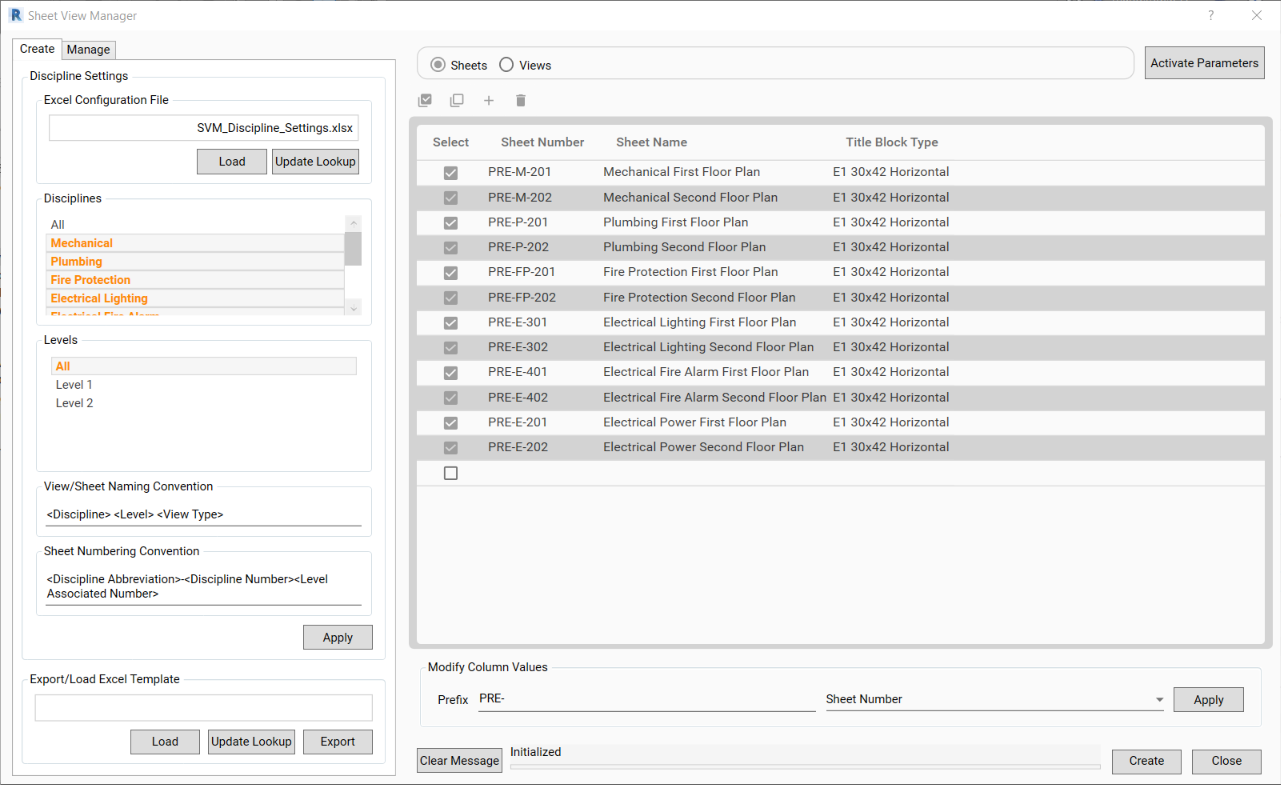 R Sheet View Manager ?
Create Manage
Discipline Settings
Excel Configuration File
SVM_Discipline_Settings.xlsx
Load Update Lookup
Disciplines
All
Mechanical
Plumbing
Fire Protection
Electrical Lighting
Electrical Fire Alarm
Levels
All
Level 1
Level 2
View/Sheet Naming Convention
<Discipline> <Level> <View Type>
Sheet Numbering Convention
<Discipline Abbreviation>-<Discipline Number><Level
Associated Number>
Apply
Export/Load Excel Template
Load Update Lookup Export
Sheets Views
Activate Parameters
Select Sheet Number Sheet Name Title Block Type
PRE-M-201 Mechanical First Floor Plan E1 30x42 Horizontal
PRE-M-202 Mechanical Second Floor Plan E1 30x42 Horizontal
PRE-P-201 Plumbing First Floor Plan E1 30x42 Horizontal
PRE-P-202 Plumbing Second Floor Plan E1 30x42 Horizontal
PRE-FP-201 Fire Protection First Floor Plan E1 30x42 Horizontal
PRE-FP-202 Fire Protection Second Floor Plan E1 30x42 Horizontal
PRE-E-301 Electrical Lighting First Floor Plan E1 30x42 Horizontal
PRE-E-302 Electrical Lighting Second Floor Plan E1 30x42 Horizontal
PRE-E-401 Electrical Fire Alarm First Floor Plan E1 30x42 Horizontal
PRE-E-402 Electrical Fire Alarm Second Floor Plan E1 30x42 Horizontal
PRE-E-201 Electrical Power First Floor Plan E1 30x42 Horizontal
PRE-E-202 Electrical Power Second Floor Plan E1 30x42 Horizontal
Modify Column Values
Prefix PRE- Sheet Number Apply
Clear Message Initialized Create Close